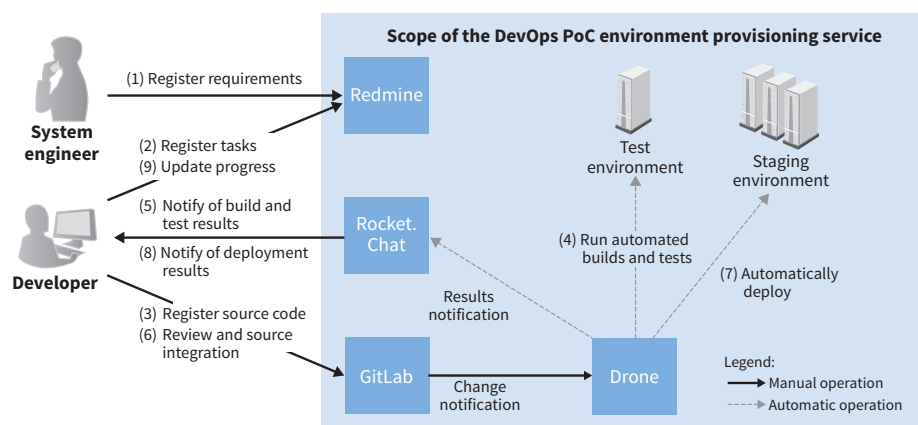 Scope of the DevOps PoC environment provisioning service
(1) Register requirements
Redmine
System
engineer
(2) Register tasks
(9) Update progress
Test
environment
Staging
environment
(5) Notify of build and
test results
Rocket.
Chat
(8) Notify of deployment
results
Developer
(4) Run automated
builds and tests
(7) Automatically
deploy
Results
notification
(3) Register source code
(6) Review and source
integration
GitLab
Change
notification
Drone
Legend:
Manual operation
Automatic operation